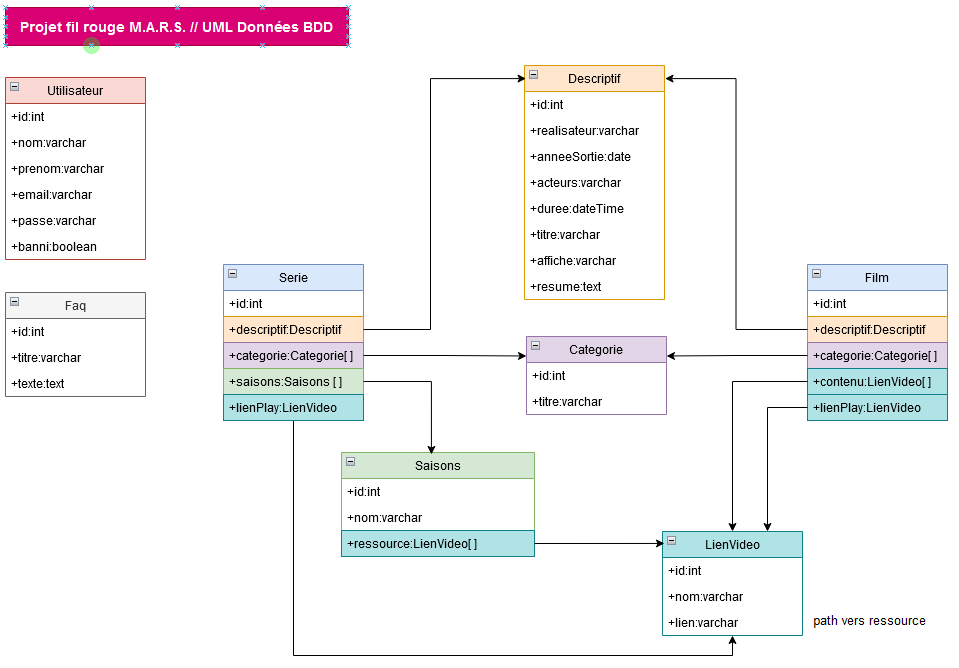 Projet fil rouge M.A.R.S. // UML Données BDD
Utilisateur
+id:int
+nom:varchar
+prenom:varchar
+email:varchar
+passe:varchar
+banni:boolean
Faq
+id:int
+titre:varchar
+texte:text
Descriptif
+id:int
+realisateur:varchar
+anneeSortie:date
+acteurs:varchar
+duree:dateTime
+titre:varchar
+affiche:varchar
+resume:text
Serie
+id:int
+descriptif:Descriptif
+categorie:Categorie[ ]
+saisons:Saisons [ ]
+lienPlay:LienVideo
Categorie
+id:int
+titre:varchar
Film
+id:int
+descriptif:Descriptif
+categorie:Categorie[ ]
+contenu:LienVideo[ ]
+lienPlay:LienVideo
Saisons
+id:int
+nom:varchar
+ressource:LienVideo[ ]
LienVideo
+id:int
+nom:varchar
+lien:varchar
path vers ressource